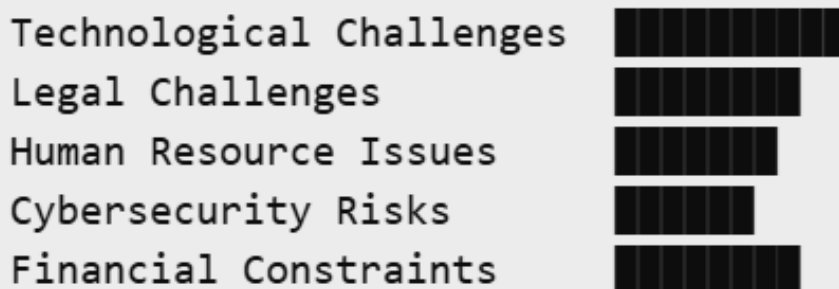 Technological Challenges
Legal Challenges
Human Resource Issues
Cybersecurity Risks
Financial Constraints